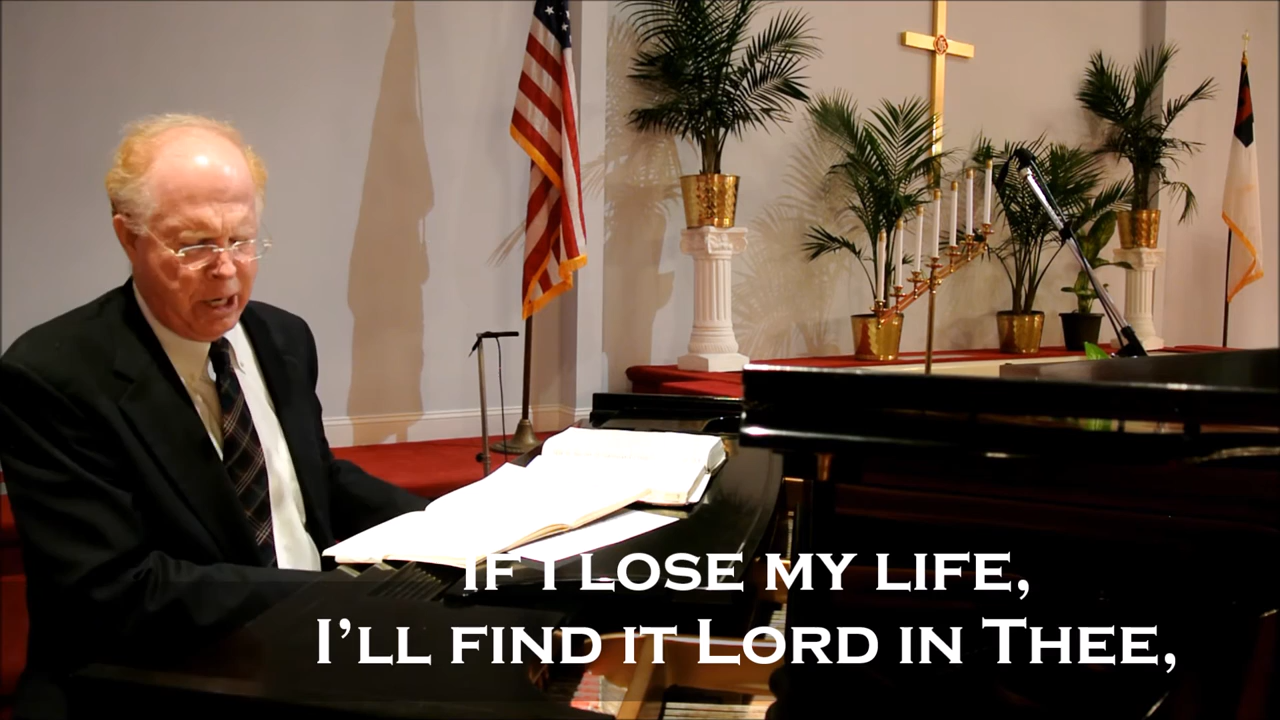 IF I LOSE MY LIFE,
I’LL FIND IT LORD IN THEE,